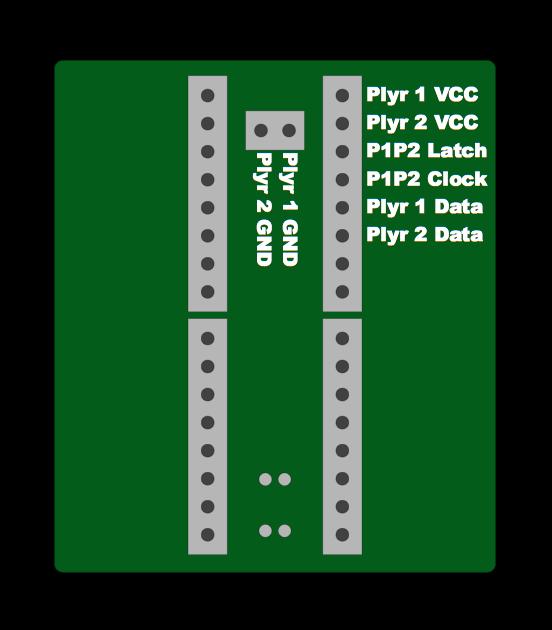 Plyr 1 VCC
Plyr 2 VCC
P1P2 Latch
P1P2 Clock
Plyr 1 Data
Plyr 2 Data
Plyr 1 GND
Plyr 2 GND